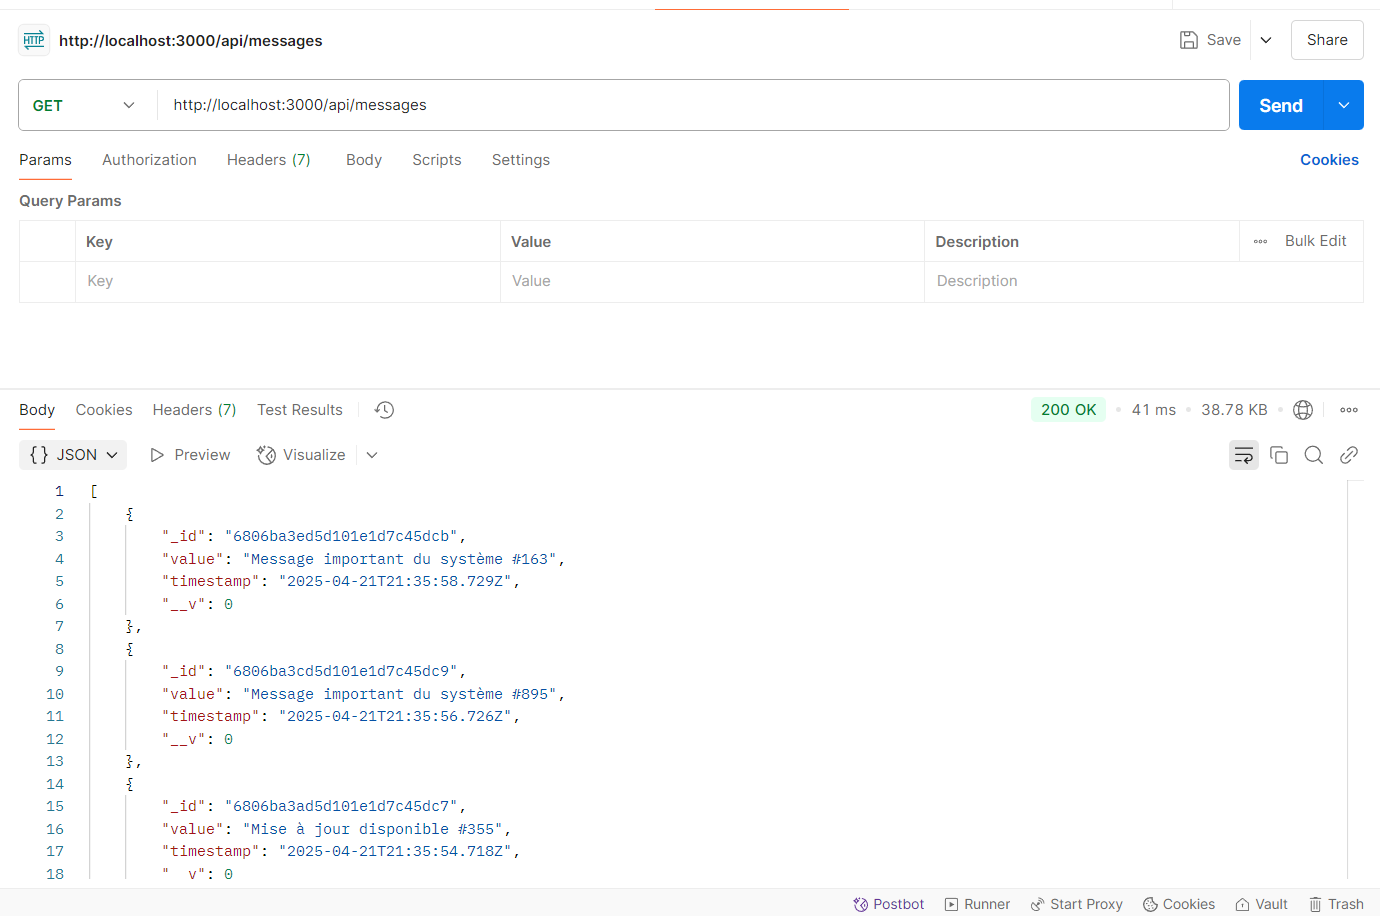 HTTP http://localhost:3000/api/messages Save Share
GET http://localhost:3000/api/messages Send
Params Authorization Headers (7) Body Scripts Settings Cookies
Query Params
Key Value Description Bulk Edit
Key Value Description
Body Cookies Headers (7) Test Results 200 OK 41 ms 38.78 KB
{} JSON Preview Visualize
1 [
2 {
3 "_id": "6806ba3ed5d101e1d7c45dcb",
4 "value": "Message important du système #163",
5 "timestamp": "2025-04-21T21:35:58.729Z",
6 "__v": 0
7 },
8 {
9 "_id": "6806ba3cd5d101e1d7c45dc9",
10 "value": "Message important du système #895",
11 "timestamp": "2025-04-21T21:35:56.726Z",
12 "__v": 0
13 },
14 {
15 "_id": "6806ba3ad5d101e1d7c45dc7",
16 "value": "Mise à jour disponible #355",
17 "timestamp": "2025-04-21T21:35:54.718Z",
18 "__v": 0
Postbot Runner Start Proxy Cookies Vault Trash